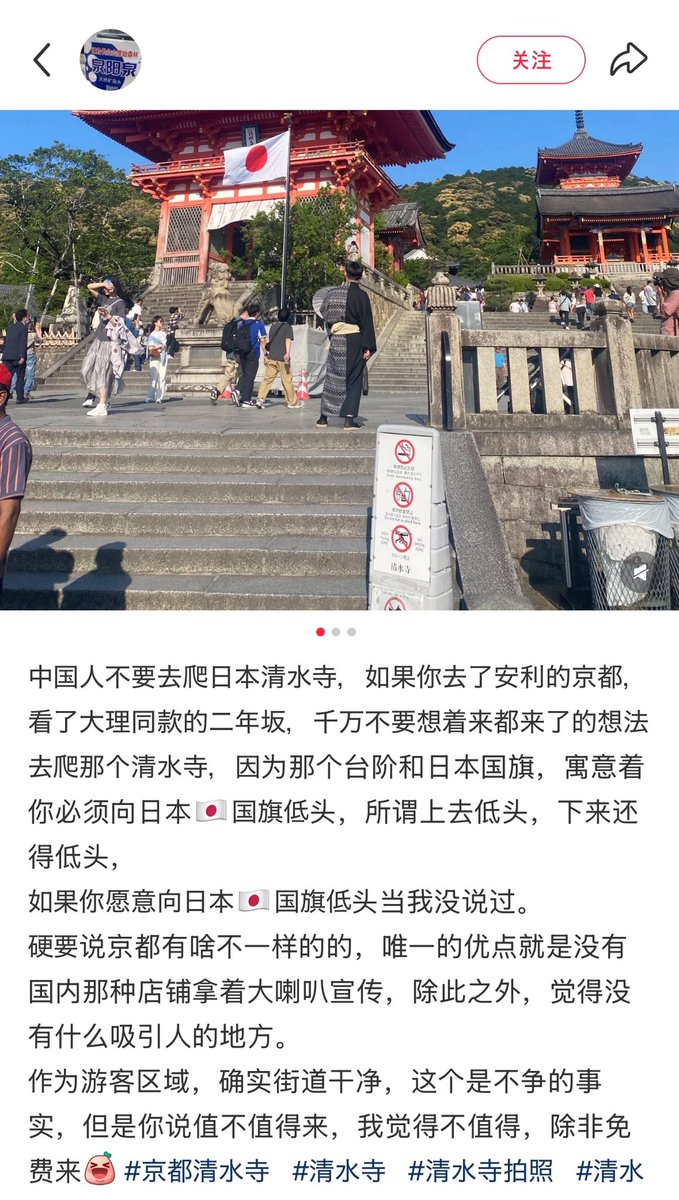 泉阳泉
关注
清水寺
中国人不要去爬日本清水寺，如果你去了安利的京都，
看了大理同款的二年坂，千万不要想着来都来了的想法
去爬那个清水寺，因为那个台阶和日本国旗，寓意着
你必须向日本🇯🇵国旗低头，所谓上去低头，下来还
得低头，
如果你愿意向日本🇯🇵国旗低头当我没说过。
硬要说京都有啥不一样的的，唯一的优点就是没有
国内那种店铺拿着大喇叭宣传，除此之外，觉得没
有什么吸引人的地方。
作为游客区域，确实街道干净，这个是不争的事
实，但是你说值不值得来，我觉得不值得，除非免
费来 #京都清水寺 #清水寺 #清水寺拍照 #清水